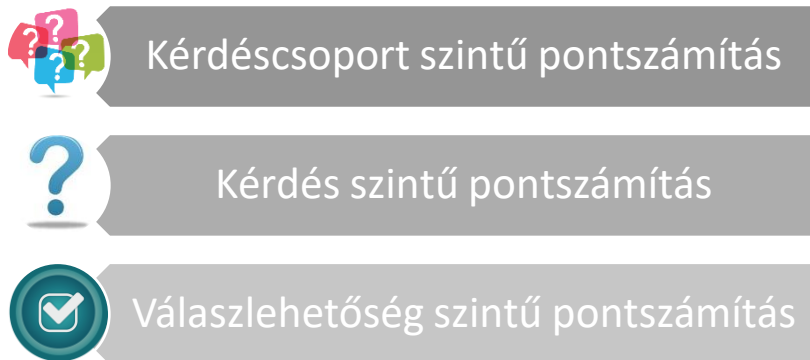 Kérdéscsoport szintű pontszámítás
Kérdés szintű pontszámítás
Válaszlehetőség szintű pontszámítás